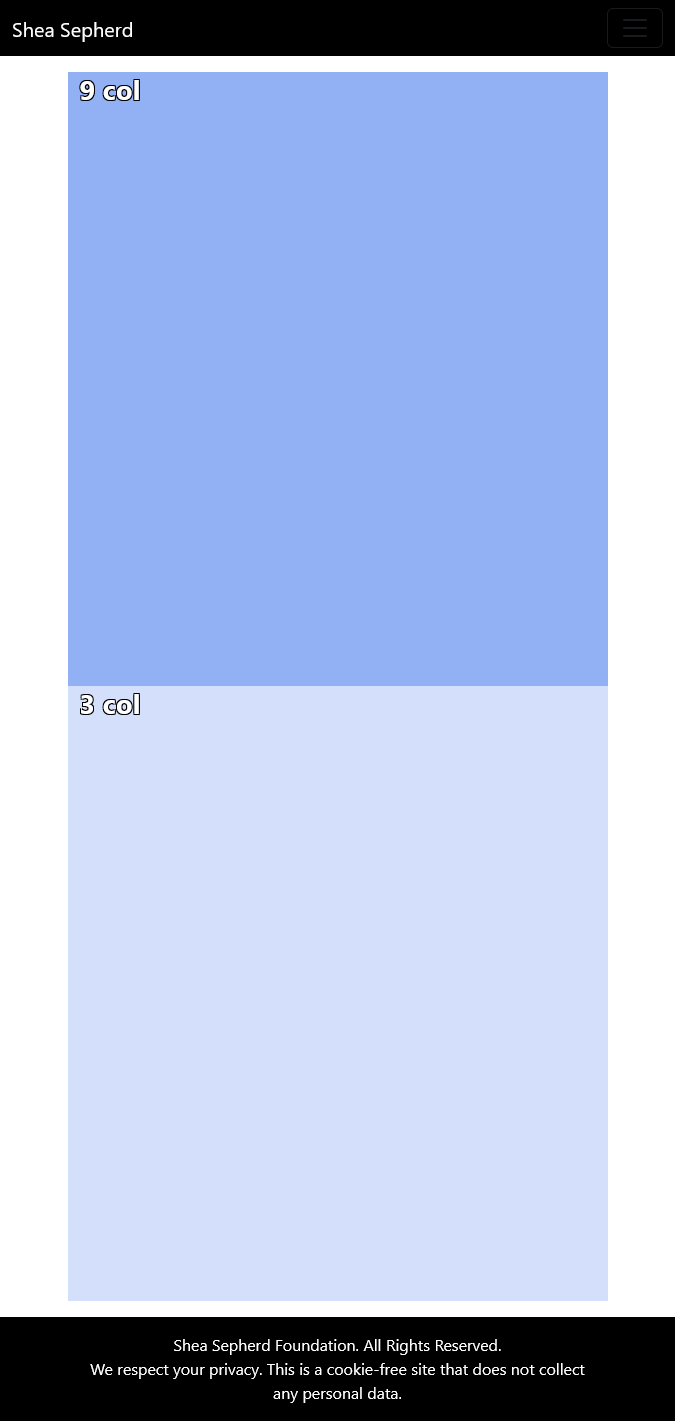 Shea Sepherd
9 col
3 col
Shea Sepherd Foundation. All Rights Reserved.
We respect your privacy. This is a cookie-free site that does not collect
any personal data.